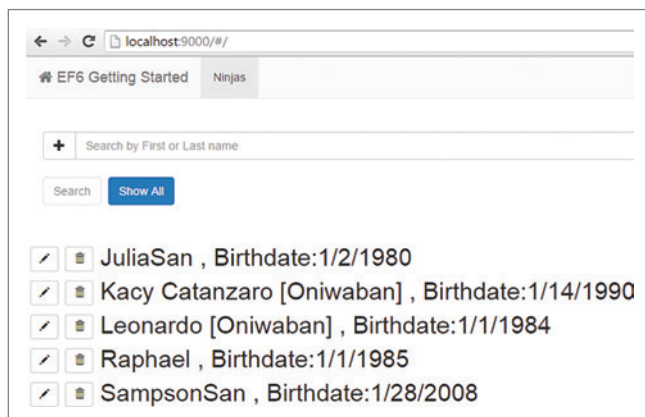 localhost:9000/#/
EF6 Getting Started Ninjas
Search by First or Last name
Search Show All
JuliaSan , Birthdate:1/2/1980
Kacy Catanzaro [Oniwaban] , Birthdate:1/14/1990
Leonardo [Oniwaban] , Birthdate:1/1/1984
Raphael , Birthdate:1/1/1985
SampsonSan , Birthdate:1/28/2008